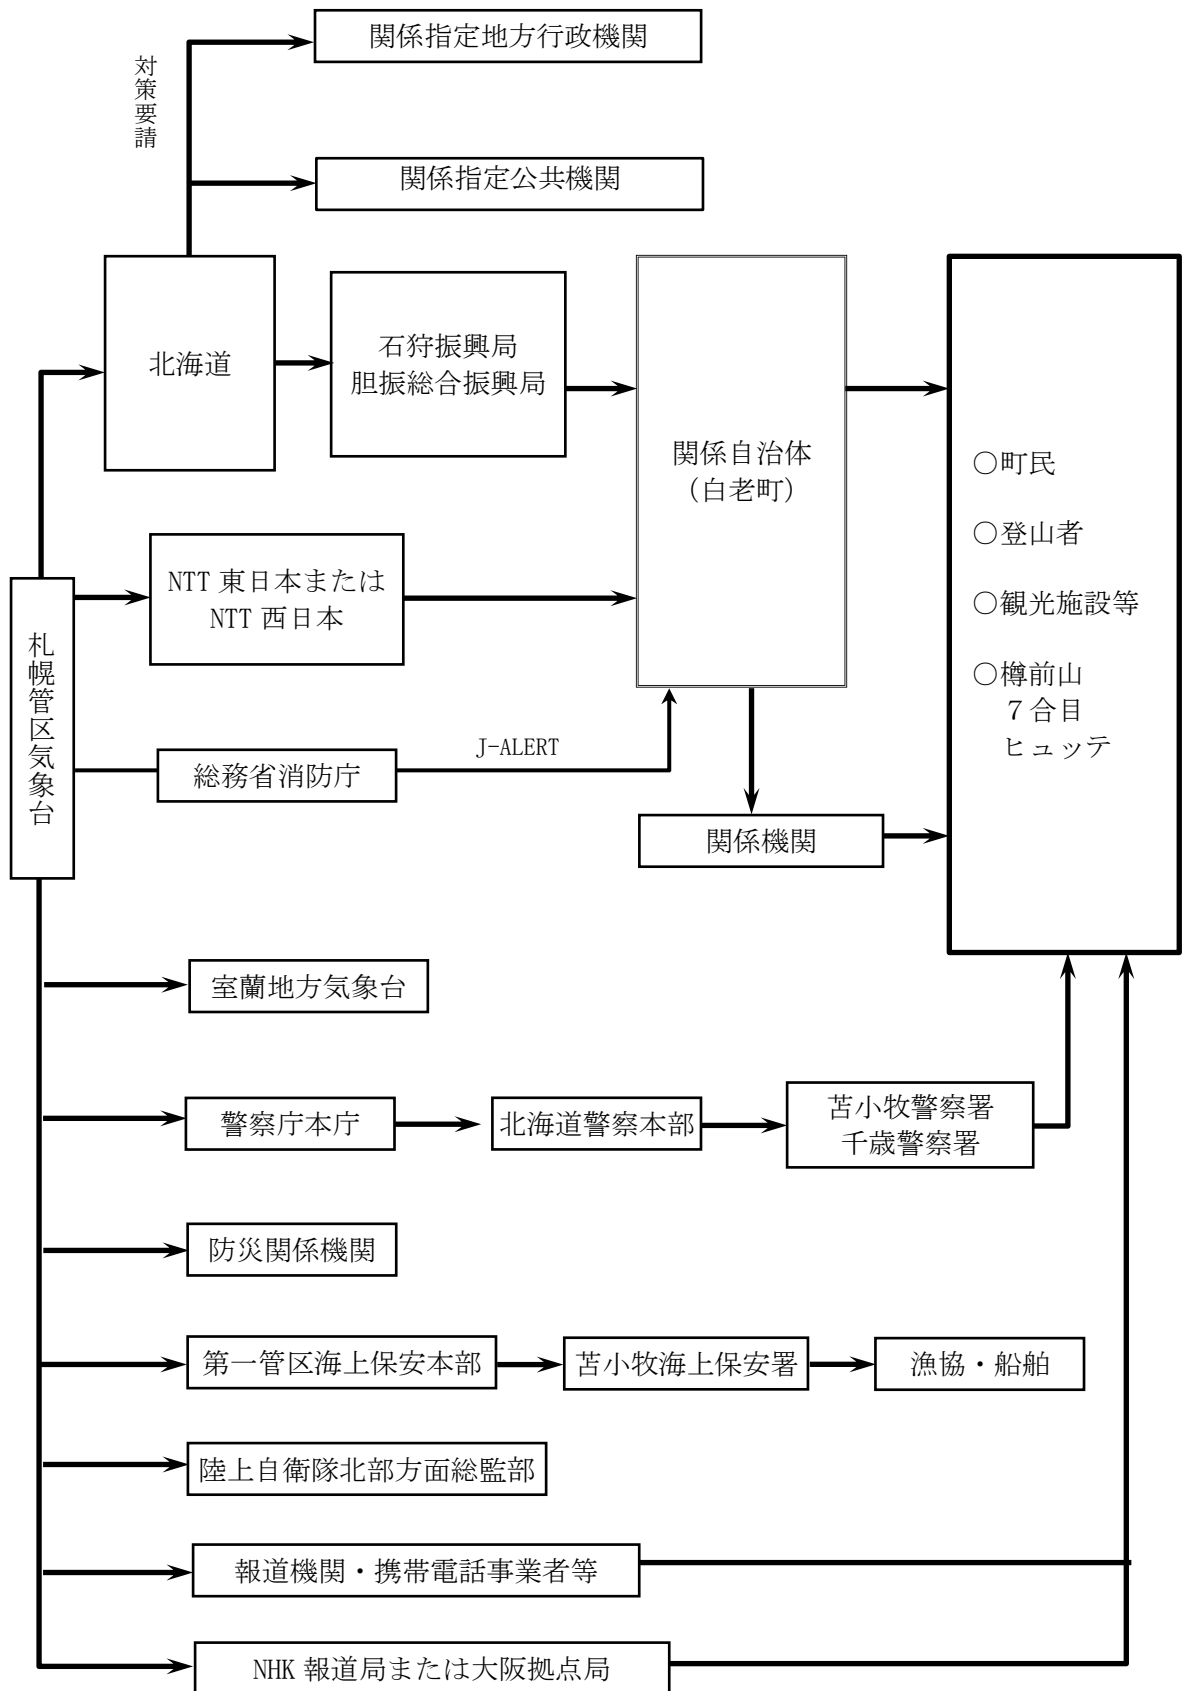 関係指定地方行政機関
対策要請
関係指定公共機関
北海道
石狩振興局
胆振総合振興局
関係自治体
（白老町）
○町民
○登山者
○観光施設等
○樽前山
７合目
ヒュッテ
NTT 東日本または
NTT 西日本
札幌管区気象台
総務省消防庁
J-ALERT
関係機関
室蘭地方気象台
警察庁本庁
北海道警察本部
苫小牧警察署
千歳警察署
防災関係機関
第一管区海上保安本部
苫小牧海上保安署
漁協・船舶
陸上自衛隊北部方面総監部
報道機関・携帯電話事業者等
NHK 報道局または大阪拠点局